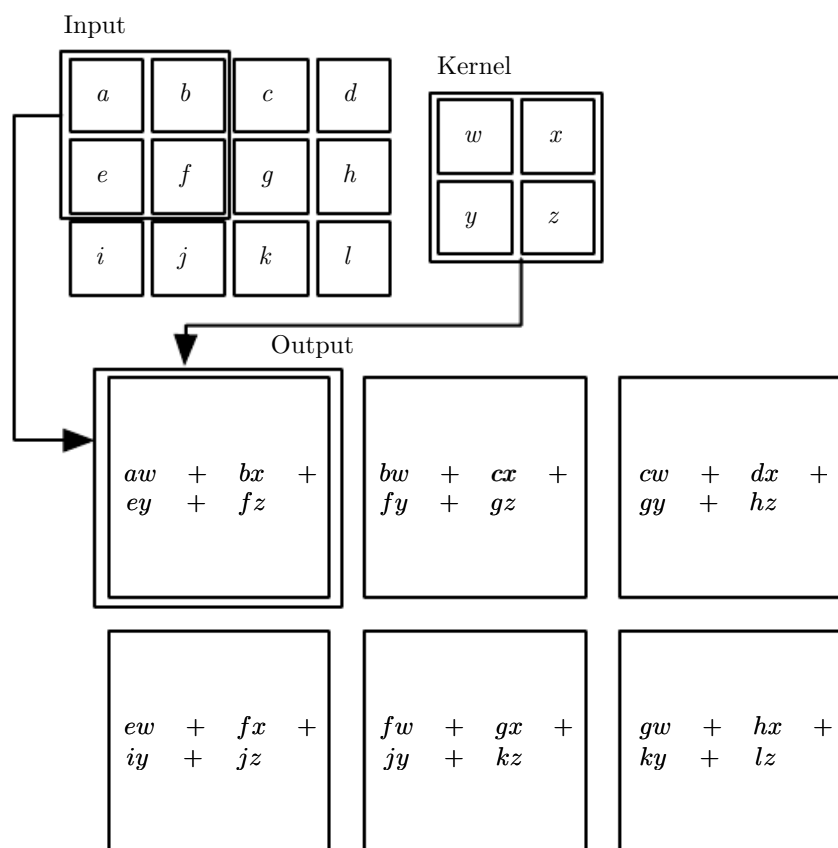 Input
a b c d
Kernel
w x
e f g h
y z
i j k l
Output
aw + bx +
ey + fz
bw + cx +
fy + gz
cw + dx +
gy + hz
ew + fx +
iy + jz
fw + gx +
jy + kz
gw + hx +
ky + lz